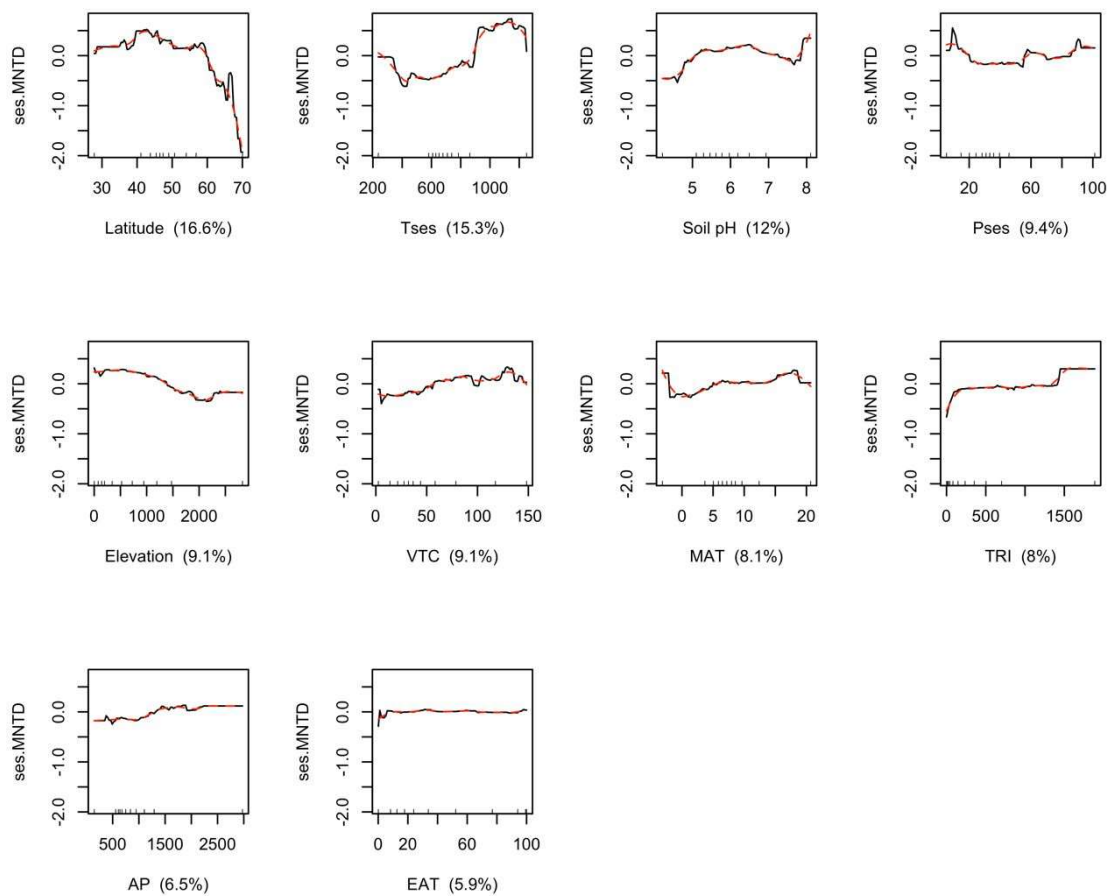 ses.MNTD
0.0
-1.0
-2.0
30 40 50 60 70
Latitude (16.6%)
ses.MNTD
0.0
-1.0
-2.0
200 600 1000
Tses (15.3%)
ses.MNTD
0.0
-1.0
-2.0
5 6 7 8
Soil pH (12%)
ses.MNTD
0.0
-1.0
-2.0
20 60 100
Pses (9.4%)
ses.MNTD
0.0
-1.0
-2.0
0 1000 2000
Elevation (9.1%)
ses.MNTD
0.0
-1.0
-2.0
0 50 100 150
VTC (9.1%)
ses.MNTD
0.0
-1.0
-2.0
0 5 10 20
MAT (8.1%)
ses.MNTD
0.0
-1.0
-2.0
0 500 1500
TRI (8%)
ses.MNTD
0.0
-1.0
-2.0
500 1500 2500
AP (6.5%)
ses.MNTD
0.0
-1.0
-2.0
0 20 60 100
EAT (5.9%)